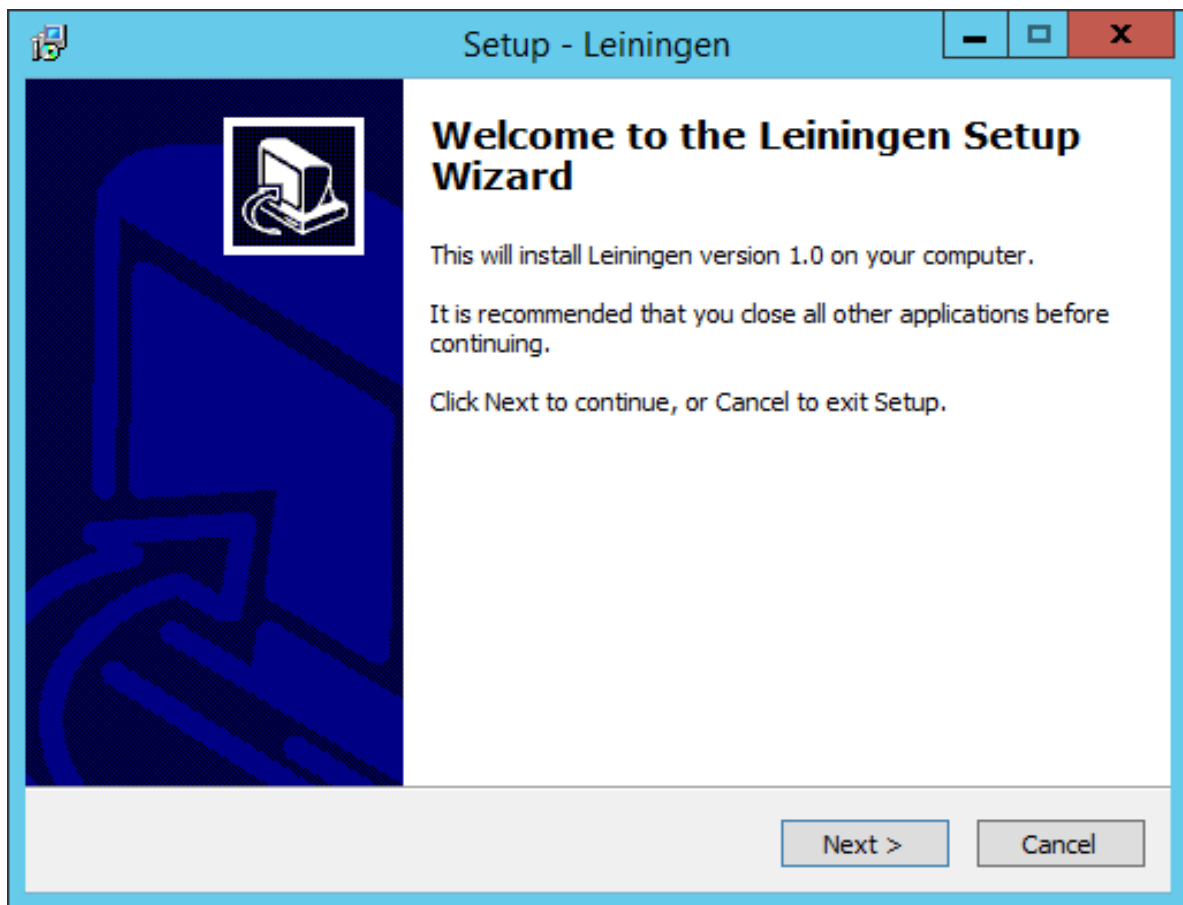 Setup - Leiningen
Welcome to the Leiningen Setup
Wizard
This will install Leiningen version 1.0 on your computer.
It is recommended that you close all other applications before
continuing.
Click Next to continue, or Cancel to exit Setup.
Next >
Cancel